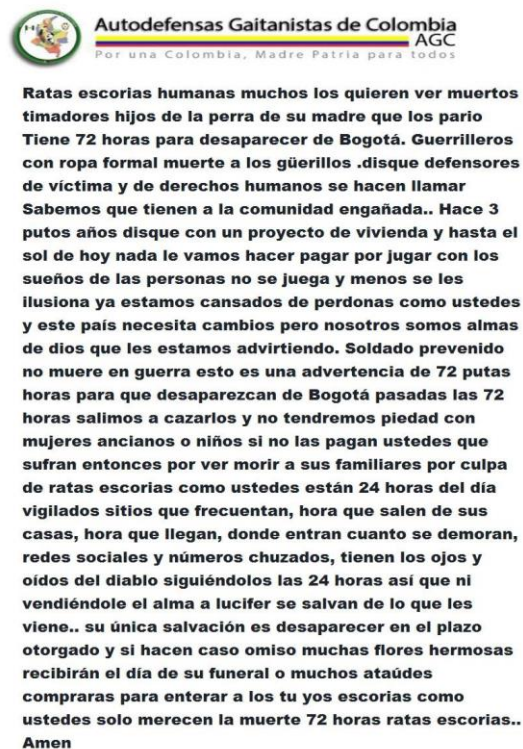 Autodefensas Gaitanistas de Colombia
AGC
Por una Colombia, Madre Patria para todos
Ratas escorias humanas muchos los quieren ver muertos
timadores hijos de la perra de su madre que los pario
Tiene 72 horas para desaparecer de Bogotá. Guerrilleros
con ropa formal muerte a los güerillos .disque defensores
de víctima y de derechos humanos se hacen llamar
Sabemos que tienen a la comunidad engañada.. Hace 3
putos años disque con un proyecto de vivienda y hasta el
sol de hoy nada le vamos hacer pagar por jugar con los
sueños de las personas no se juega y menos se les
ilusiona ya estamos cansados de perdonas como ustedes
y este país necesita cambios pero nosotros somos almas
de dios que les estamos advirtiendo. Soldado prevenido
no muere en guerra esto es una advertencia de 72 putas
horas para que desaparezcan de Bogotá pasadas las 72
horas salimos a cazarlos y no tendremos piedad con
mujeres ancianos o niños si no las pagan ustedes que
sufran entonces por ver morir a sus familiares por culpa
de ratas escorias como ustedes están 24 horas del día
vigilados sitios que frecuentan, hora que salen de sus
casas, hora que llegan, donde entran cuanto se demoran,
redes sociales y números chuzados, tienen los ojos y
oídos del diablo siguiéndolos las 24 horas así que ni
vendiéndole el alma a lucifer se salvan de lo que les
viene.. su única salvación es desaparecer en el plazo
otorgado y si hacen caso omiso muchas flores hermosas
recibirán el día de su funeral o muchos ataúdes
compraras para enterar a los tu yos escorias como
ustedes solo merecen la muerte 72 horas ratas escorias..
Amen